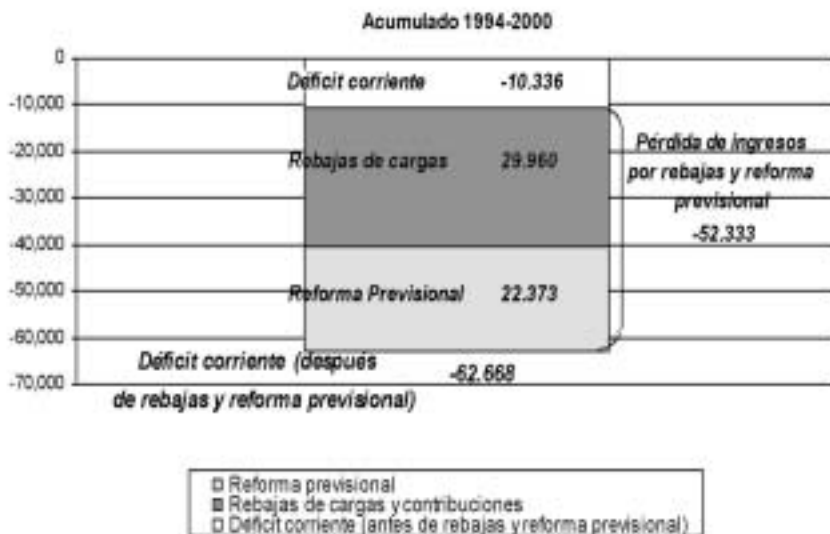 Acumulado 1994-2000
0
-10,000
-20,000
-30,000
-40,000
-50,000
-60,000
-70,000
Déficit corriente -10.336
Rebajas de cargas 29.960
Reforma Previsional 22.373
Pérdida de ingresos
por rebajas y reforma
previsional
-52.333
Déficit corriente (después
de rebajas y reforma previsional)
-62.668
Reforma previsional
Rebajas de cargas y contribuciones
Déficit corriente (antes de rebajas y reforma previsional)